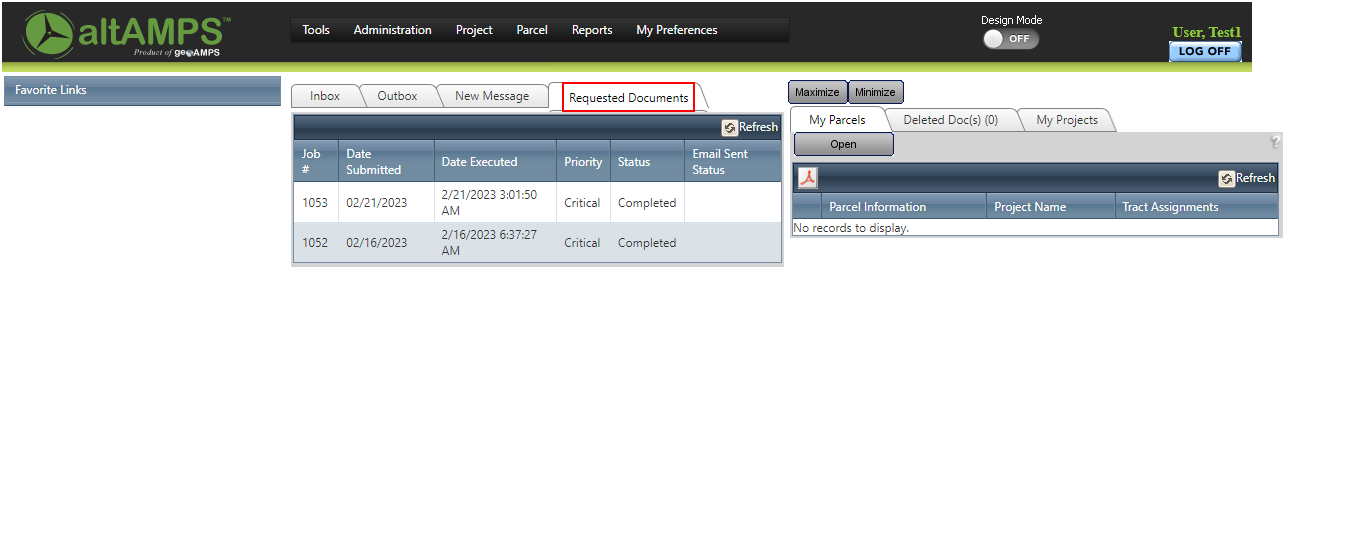 altAMPS™
Product of geoAMPS
Tools Administration Project Parcel Reports My Preferences
Design Mode
OFF
User, Test1
LOG OFF
Favorite Links
Inbox Outbox New Message Requested Documents
Refresh
Job
#
Date
Submitted
Date Executed
Priority
Status
Email Sent
Status
1053 02/21/2023 2/21/2023 3:01:50
AM
Critical Completed
1052 02/16/2023 2/16/2023 6:37:27
AM
Critical Completed
Maximize Minimize
My Parcels Deleted Doc(s) (0) My Projects
Open
?
Refresh
Parcel Information Project Name Tract Assignments
No records to display.